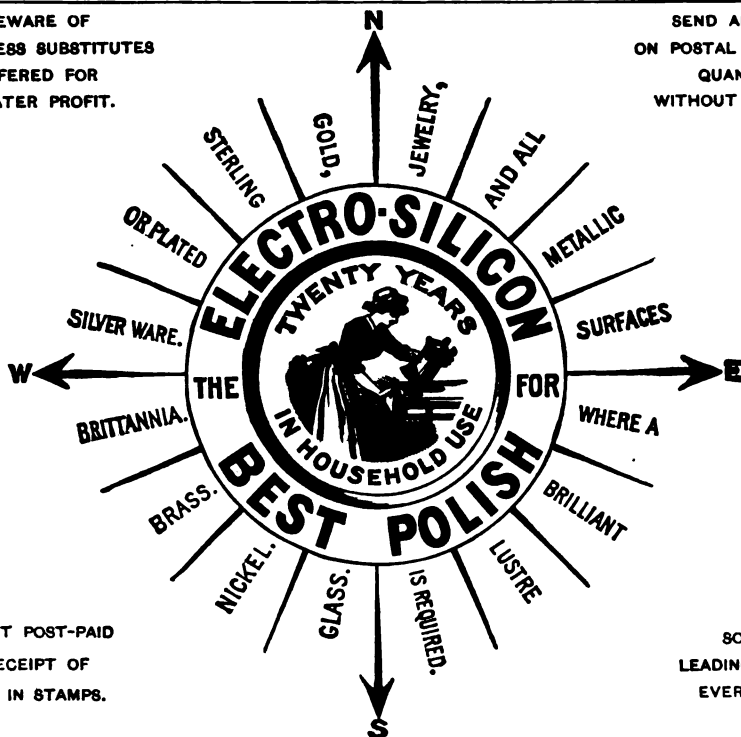 EWARE OF
ESS SUBSTITUTES
FERED FOR
ATER PROFIT.
N
SEND A
ON POSTAL
QUAN
WITHOUT
ELECTRO-SILICON
THE
FOR
BEST POLISH
TWENTY YEARS
IN HOUSEHOLD USE
GOLD,
STERLING
OR PLATED
SILVER WARE.
W
BRITTANNIA.
BRASS.
NICKEL.
GLASS.
JEWELRY,
AND ALL
METALLIC
SURFACES
E
WHERE A
BRILLIANT
LUSTRE
IS REQUIRED.
S
T POST-PAID
ECEIPT OF
IN STAMPS.
SO
LEADIN
EVER